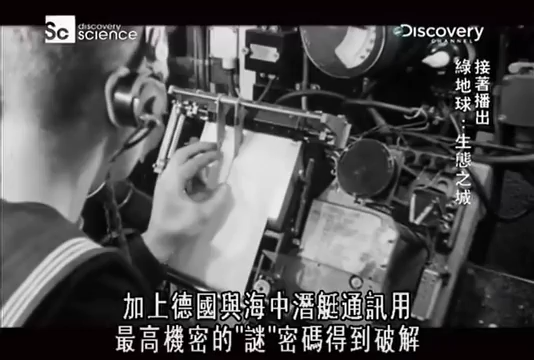 Sc discovery science
Discovery
CHANNEL
接著播出
綠地球：生態之城
加上德國與海中潛艇通訊用
最高機密的"謎"密碼得到破解